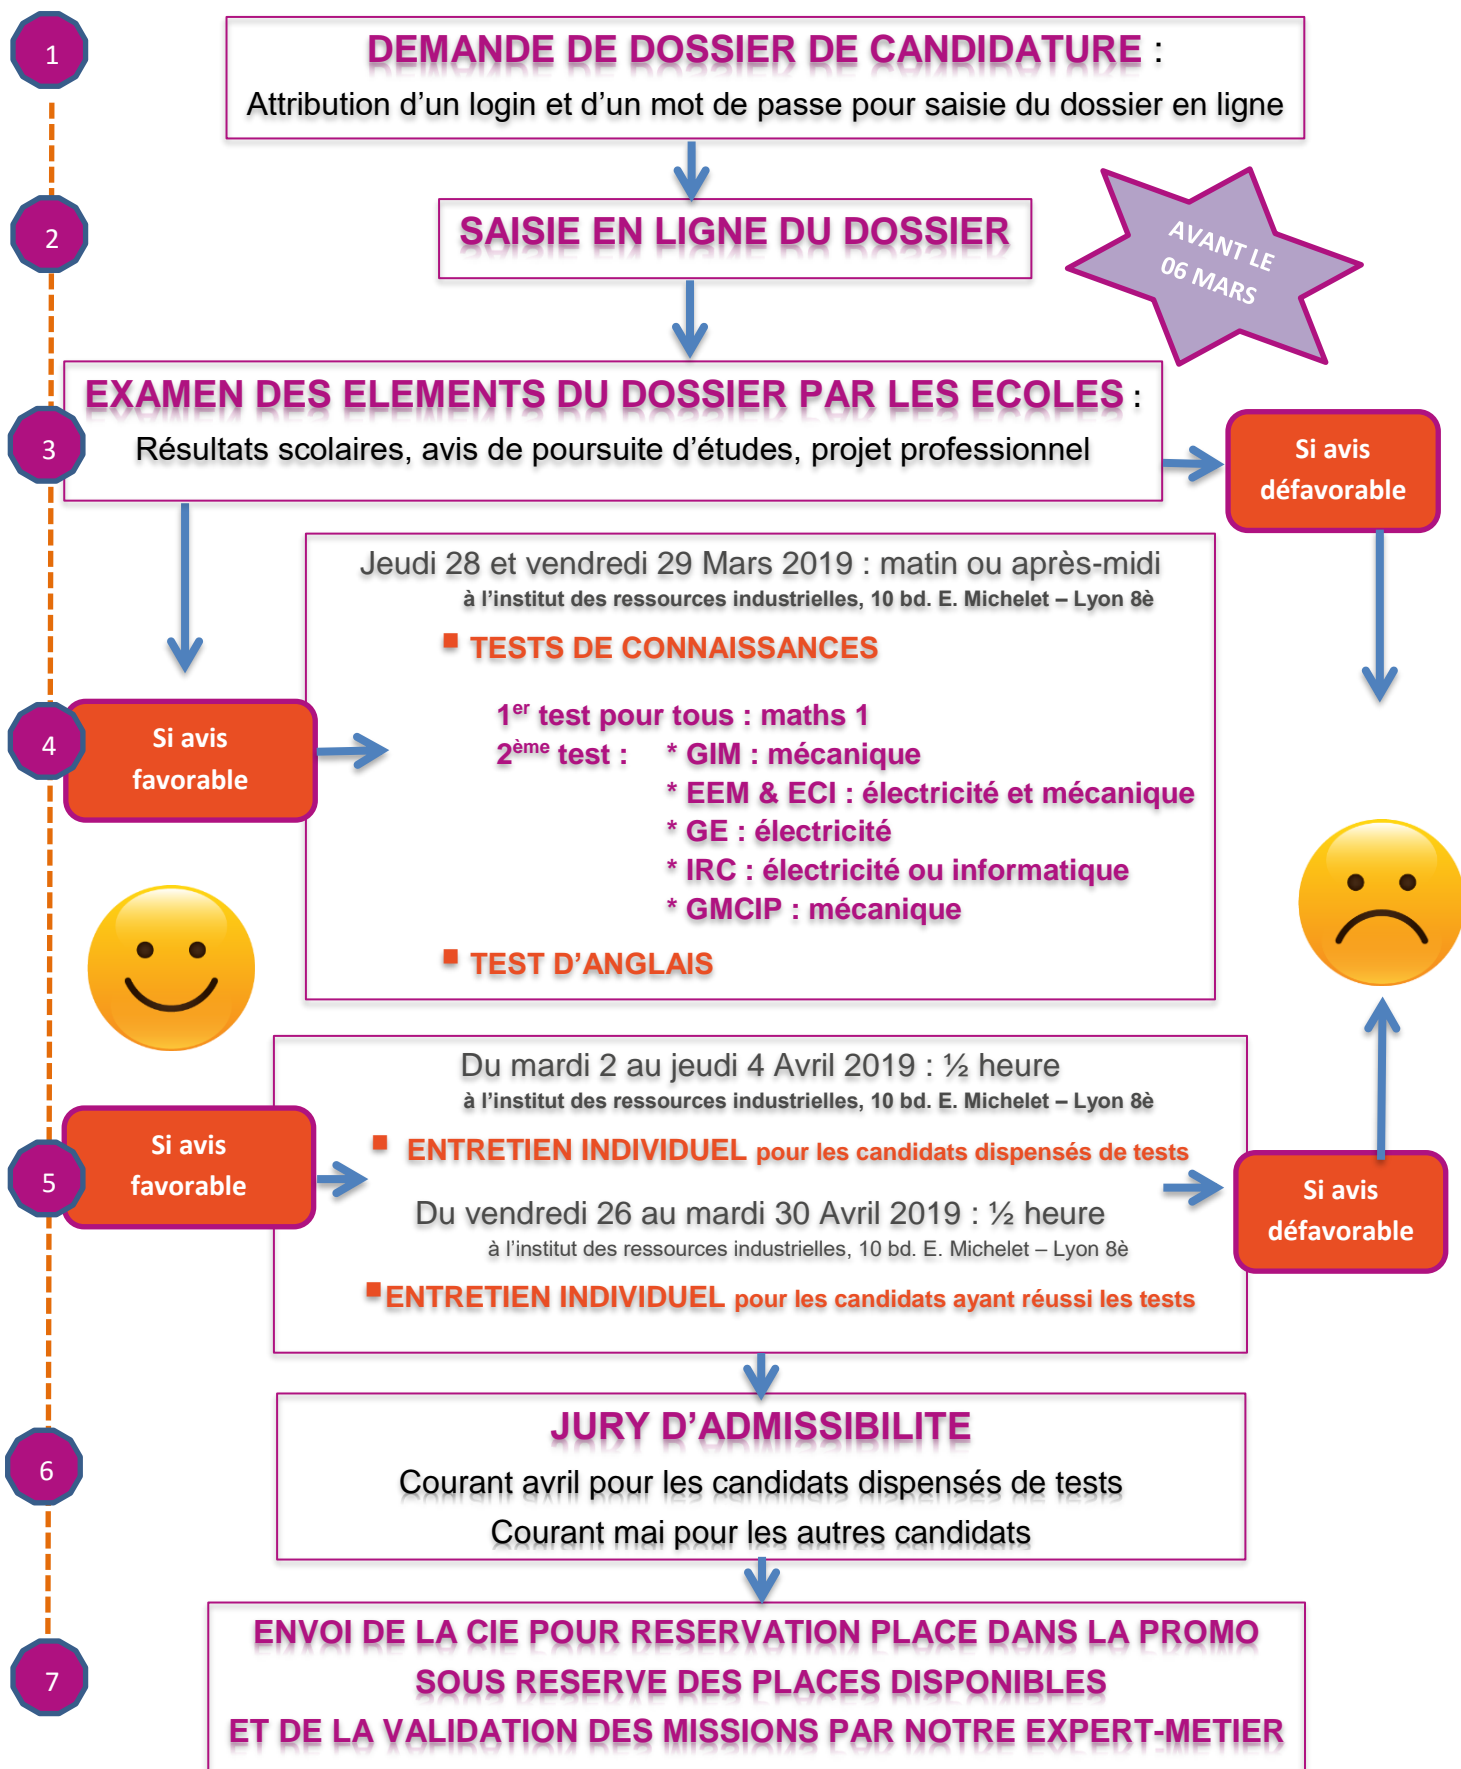 1
DEMANDE DE DOSSIER DE CANDIDATURE :
Attribution d’un login et d’un mot de passe pour saisie du dossier en ligne
2
SAISIE EN LIGNE DU DOSSIER
AVANT LE
06 MARS
EXAMEN DES ELEMENTS DU DOSSIER PAR LES ECOLES :
3
Résultats scolaires, avis de poursuite d’études, projet professionnel
Si avis
défavorable
Jeudi 28 et vendredi 29 Mars 2019 : matin ou après-midi
à l’institut des ressources industrielles, 10 bd. E. Michelet – Lyon 8è
▪ TESTS DE CONNAISSANCES
4
Si avis
favorable
1er test pour tous : maths 1
2ème test : * GIM : mécanique
* EEM & ECI : électricité et mécanique
* GE : électricité
* IRC : électricité ou informatique
* GMCIP : mécanique
▪ TEST D’ANGLAIS
Du mardi 2 au jeudi 4 Avril 2019 : ½ heure
à l’institut des ressources industrielles, 10 bd. E. Michelet – Lyon 8è
5
Si avis
favorable
▪ ENTRETIEN INDIVIDUEL pour les candidats dispensés de tests
Du vendredi 26 au mardi 30 Avril 2019 : ½ heure
à l’institut des ressources industrielles, 10 bd. E. Michelet – Lyon 8è
▪ ENTRETIEN INDIVIDUEL pour les candidats ayant réussi les tests
Si avis
défavorable
6
JURY D’ADMISSIBILITE
Courant avril pour les candidats dispensés de tests
Courant mai pour les autres candidats
7
ENVOI DE LA CIE POUR RESERVATION PLACE DANS LA PROMO
SOUS RESERVE DES PLACES DISPONIBLES
ET DE LA VALIDATION DES MISSIONS PAR NOTRE EXPERT-METIER